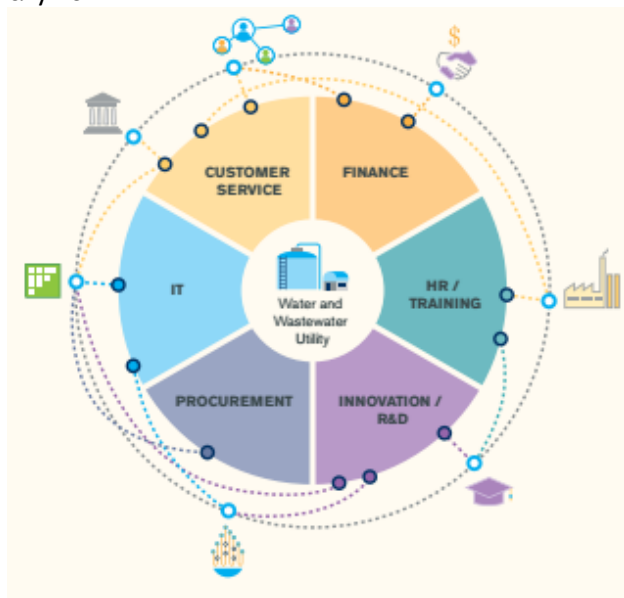 $
CUSTOMER
SERVICE
FINANCE
IT
HR /
TRAINING
Water and
Wastewater
Utility
PROCUREMENT
INNOVATION /
R&D